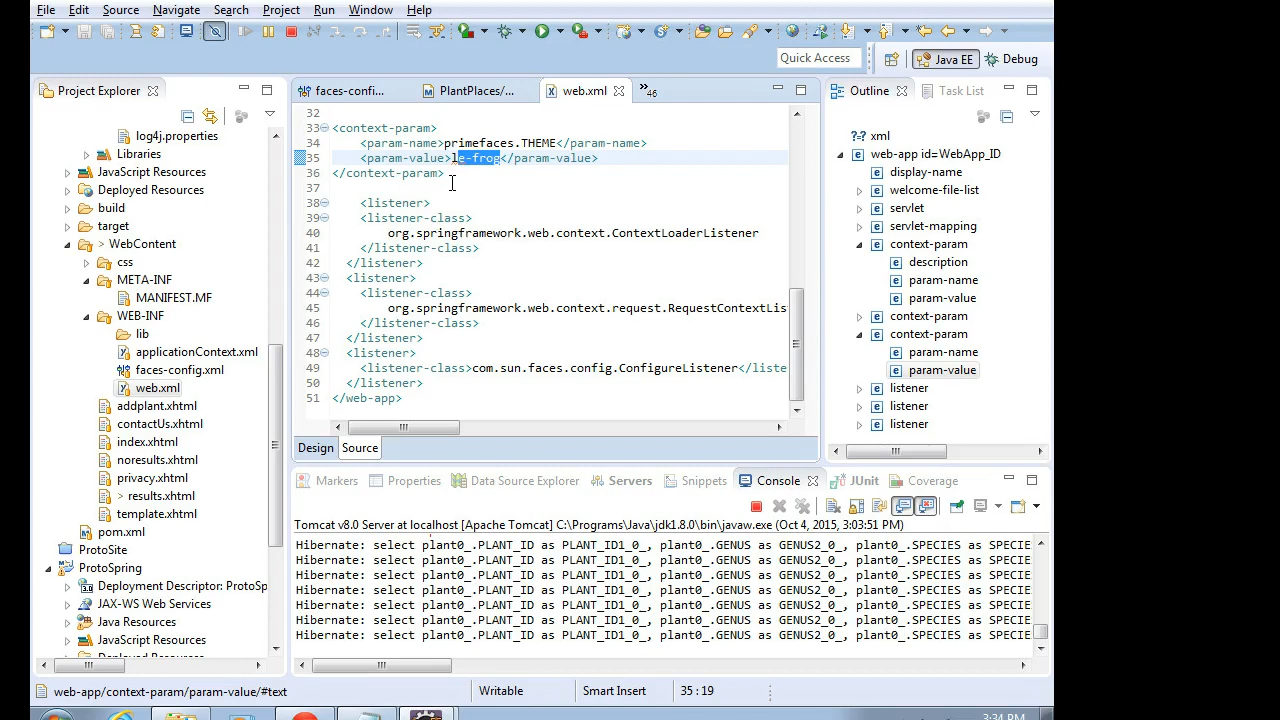 File Edit Source Navigate Search Project Run Window Help
Quick Access
Java EE
Debug
Project Explorer
log4j.properties
Libraries
JavaScript Resources
Deployed Resources
build
target
> WebContent
css
META-INF
MANIFEST.MF
WEB-INF
lib
applicationContext.xml
faces-config.xml
web.xml
addplant.xhtml
contactUs.xhtml
index.xhtml
noresults.xhtml
privacy.xhtml
> results.xhtml
template.xhtml
pom.xml
ProtoSite
ProtoSpring
Deployment Descriptor: ProtoSp
JAX-WS Web Services
Java Resources
JavaScript Resources
faces-confi...
PlantPlaces/...
web.xml
»46
32
33 <context-param>
34 <param-name>primefaces.THEME</param-name>
35 <param-value>le-frog</param-value>
36 </context-param>
37
38 <listener>
39 <listener-class>
40 org.springframework.web.context.ContextLoaderListener
41 </listener-class>
42 </listener>
43 <listener>
44 <listener-class>
45 org.springframework.web.context.request.RequestContextLis
46 </listener-class>
47 </listener>
48 <listener>
49 <listener-class>com.sun.faces.config.ConfigureListener</liste
50 </listener>
51 </web-app>
Design Source
Outline
Task List
xml
web-app id=WebApp_ID
display-name
welcome-file-list
servlet
servlet-mapping
context-param
description
param-name
param-value
context-param
context-param
param-name
param-value
listener
listener
listener
Markers Properties Data Source Explorer Servers Snippets Console JUnit Coverage
Tomcat v8.0 Server at localhost [Apache Tomcat] C:\Programs\Java\jdk1.8.0\bin\javaw.exe (Oct 4, 2015, 3:03:51 PM)
Hibernate: select plant0_.PLANT_ID as PLANT_ID1_0_, plant0_.GENUS as GENUS2_0_, plant0_.SPECIES as SPECIE
Hibernate: select plant0_.PLANT_ID as PLANT_ID1_0_, plant0_.GENUS as GENUS2_0_, plant0_.SPECIES as SPECIE
Hibernate: select plant0_.PLANT_ID as PLANT_ID1_0_, plant0_.GENUS as GENUS2_0_, plant0_.SPECIES as SPECIE
Hibernate: select plant0_.PLANT_ID as PLANT_ID1_0_, plant0_.GENUS as GENUS2_0_, plant0_.SPECIES as SPECIE
Hibernate: select plant0_.PLANT_ID as PLANT_ID1_0_, plant0_.GENUS as GENUS2_0_, plant0_.SPECIES as SPECIE
Hibernate: select plant0_.PLANT_ID as PLANT_ID1_0_, plant0_.GENUS as GENUS2_0_, plant0_.SPECIES as SPECIE
Hibernate: select plant0_.PLANT_ID as PLANT_ID1_0_, plant0_.GENUS as GENUS2_0_, plant0_.SPECIES as SPECIE
web-app/context-param/param-value/#text
Writable
Smart Insert
35 : 19
3:34 PM